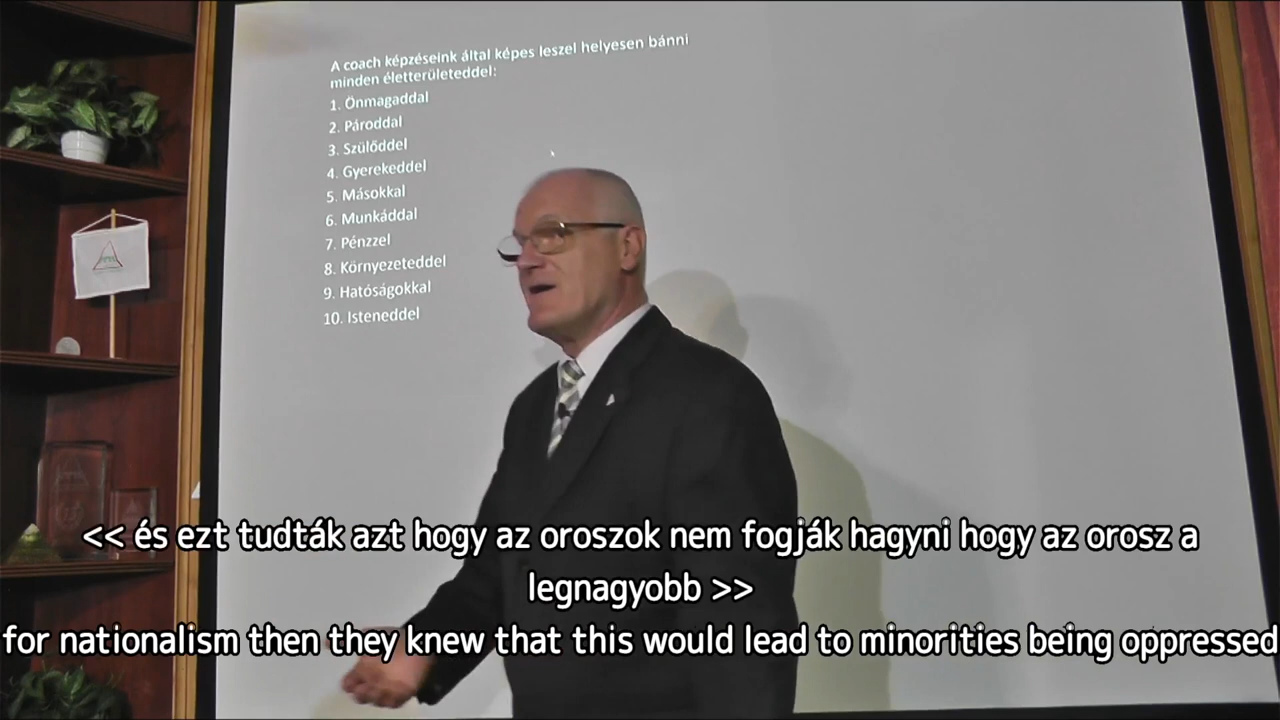 A coach képzéseink által képes leszel helyesen bánni
minden életterületeddel:
1. Önmagaddal
2. Pároddal
3. Szülőddel
4. Gyerekeddel
5. Másokkal
6. Munkáddal
7. Pénzzel
8. Környezeteddel
9. Hatóságokkal
10. Isteneddel
<< és ezt tudták azt hogy az oroszok nem fogják hagyni hogy az orosz a
legnagyobb >>
for nationalism then they knew that this would lead to minorities being oppressed